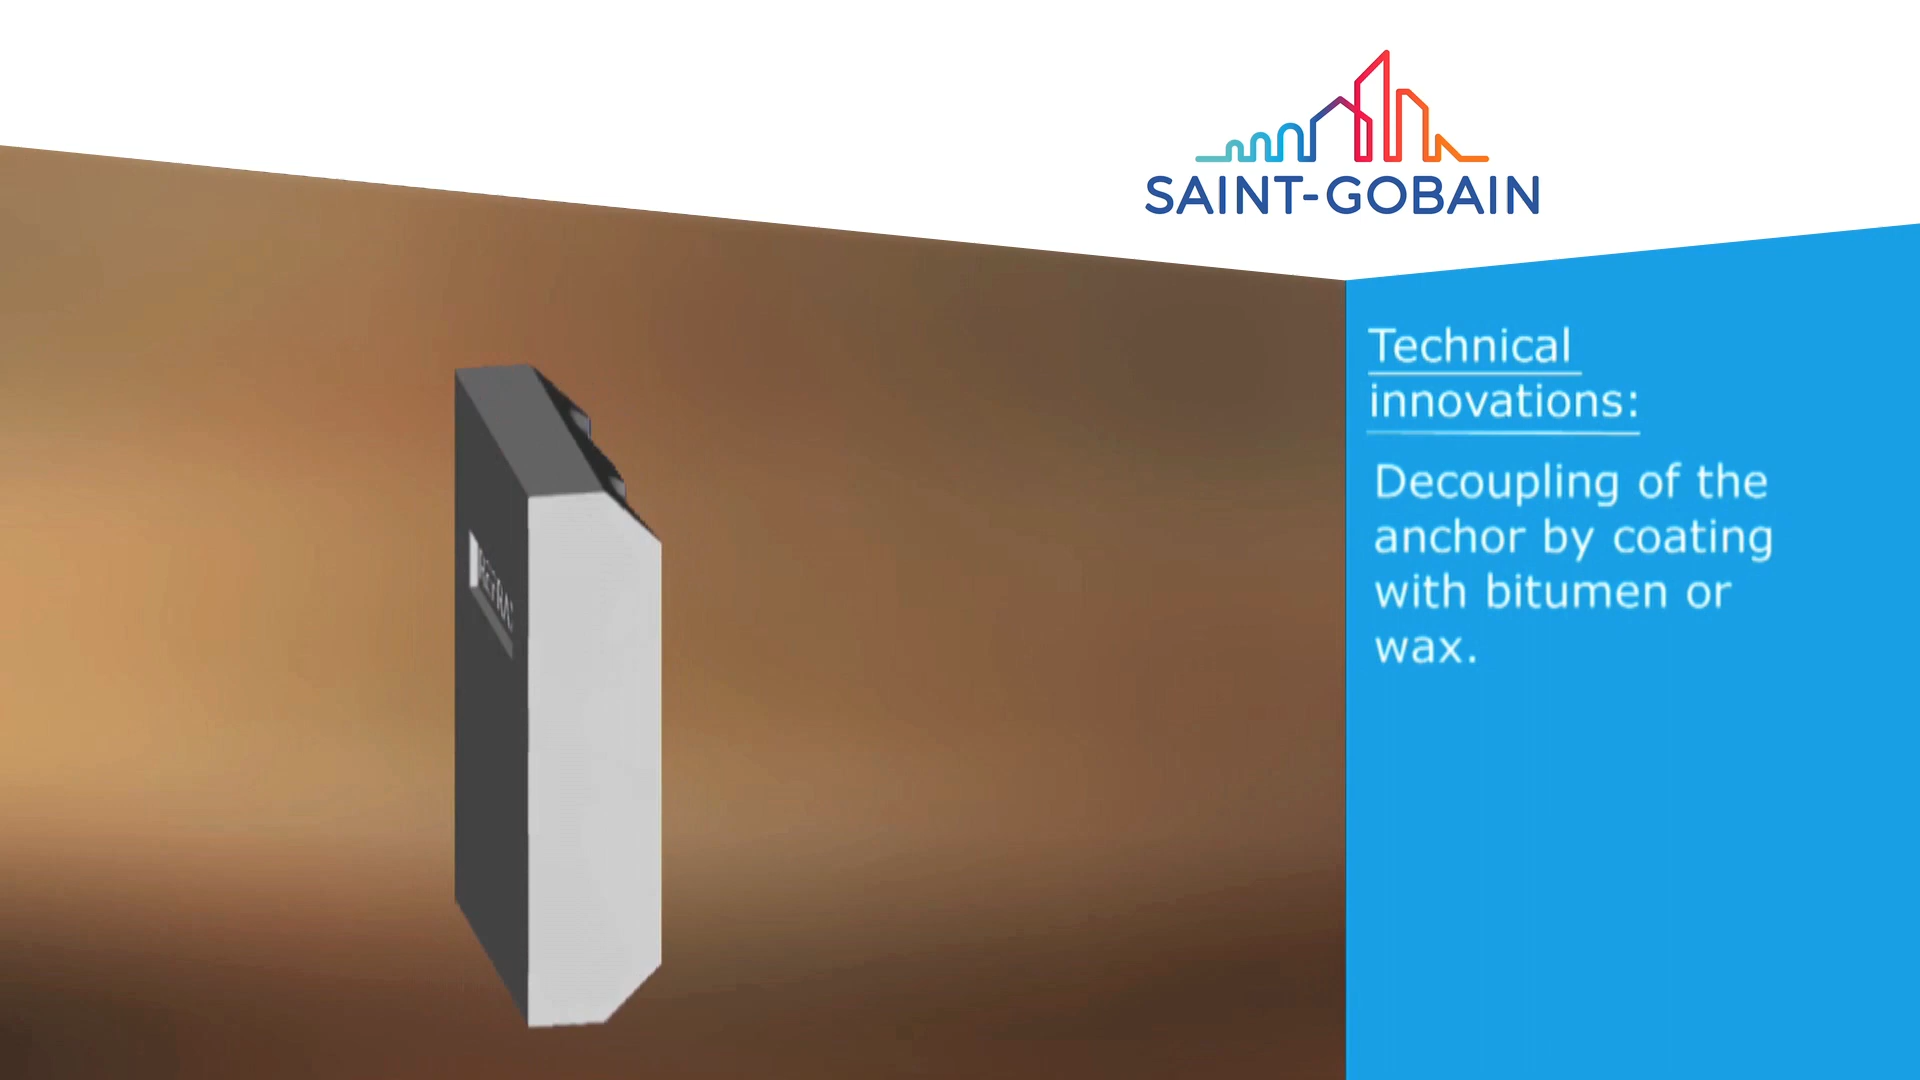 SAINT-GOBAIN
Technical
innovations:
Decoupling of the
anchor by coating
with bitumen or
wax.